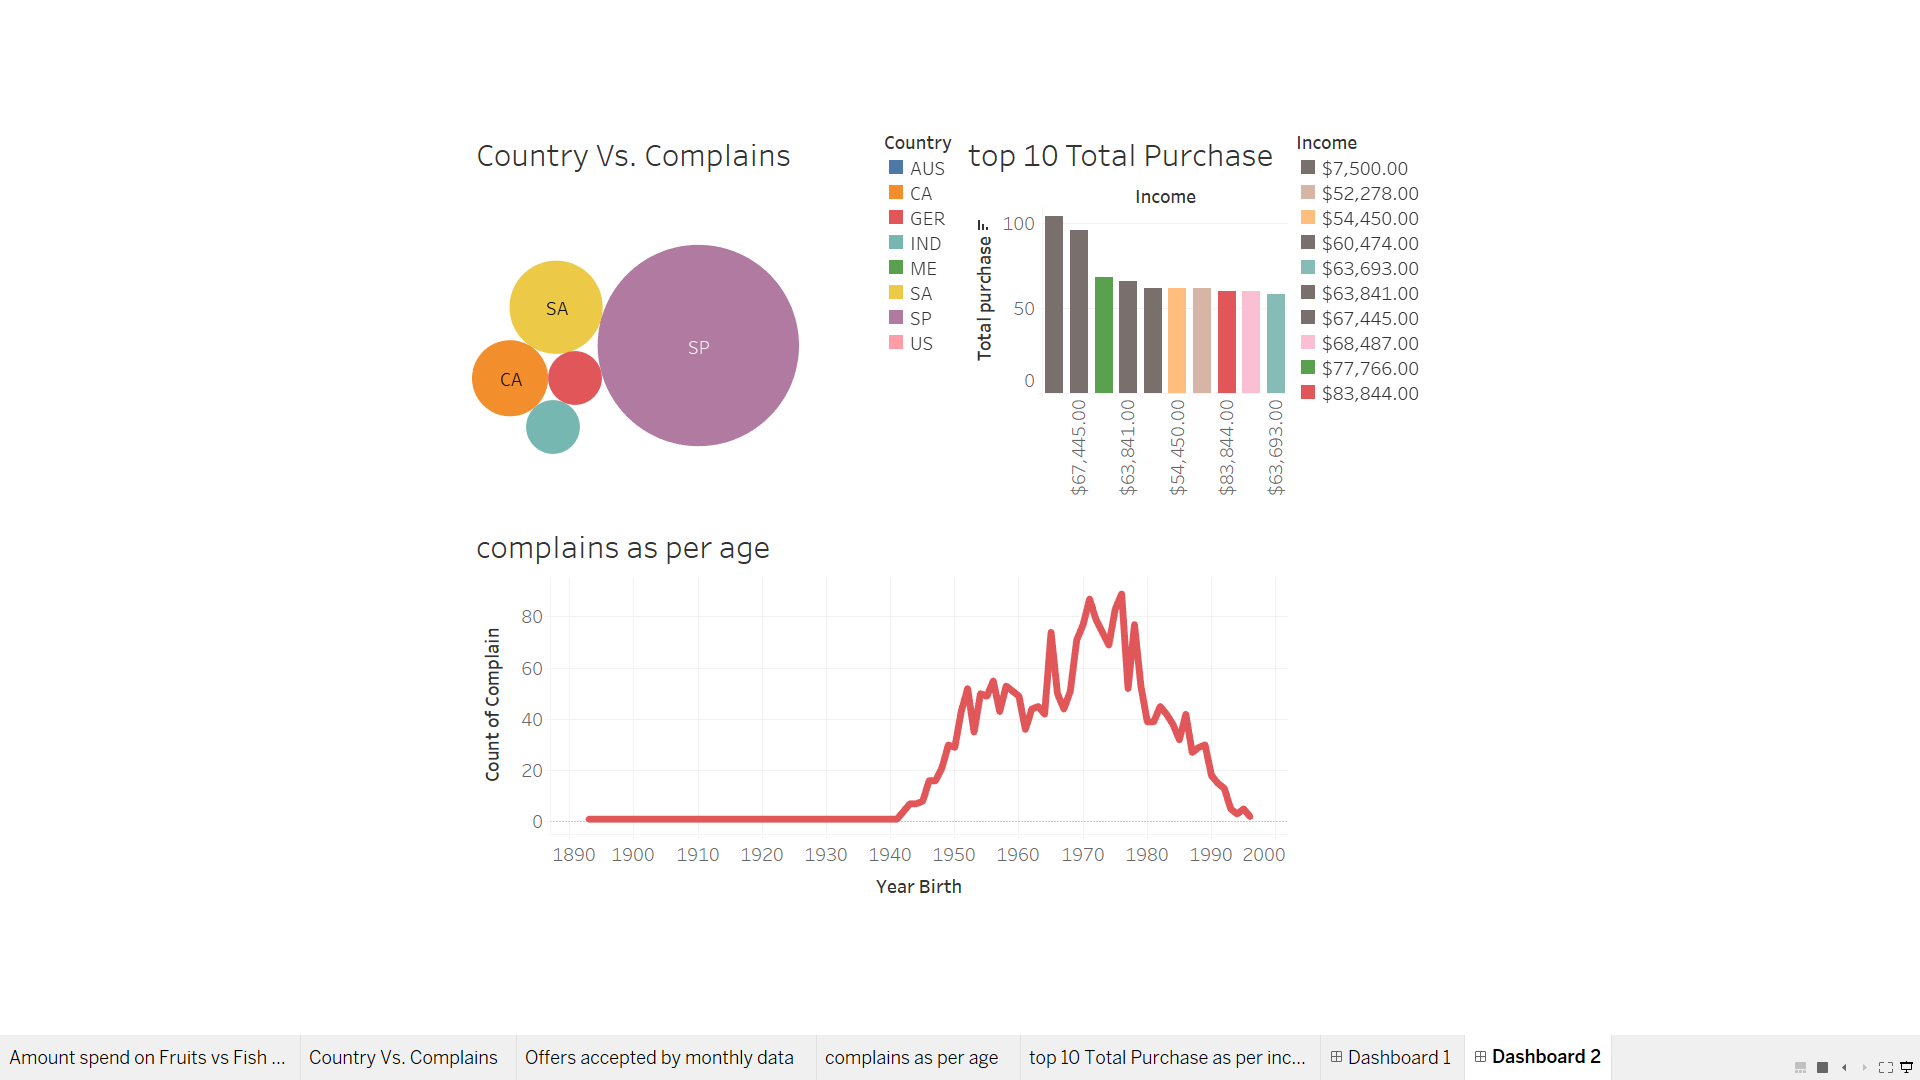 Country Vs. Complains
SA
SP
CA
Country
AUS
CA
GER
IND
ME
SA
SP
US
top 10 Total Purchase
Income
Total purchase
100
50
0
$67,445.00
$63,841.00
$54,450.00
$83,844.00
$63,693.00
Income
$7,500.00
$52,278.00
$54,450.00
$60,474.00
$63,693.00
$63,841.00
$67,445.00
$68,487.00
$77,766.00
$83,844.00
complains as per age
Count of Complain
80
60
40
20
0
1890 1900 1910 1920 1930 1940 1950 1960 1970 1980 1990 2000
Year Birth
Amount spend on Fruits vs Fish ... Country Vs. Complains Offers accepted by monthly data complains as per age top 10 Total Purchase as per inc... Dashboard 1 Dashboard 2